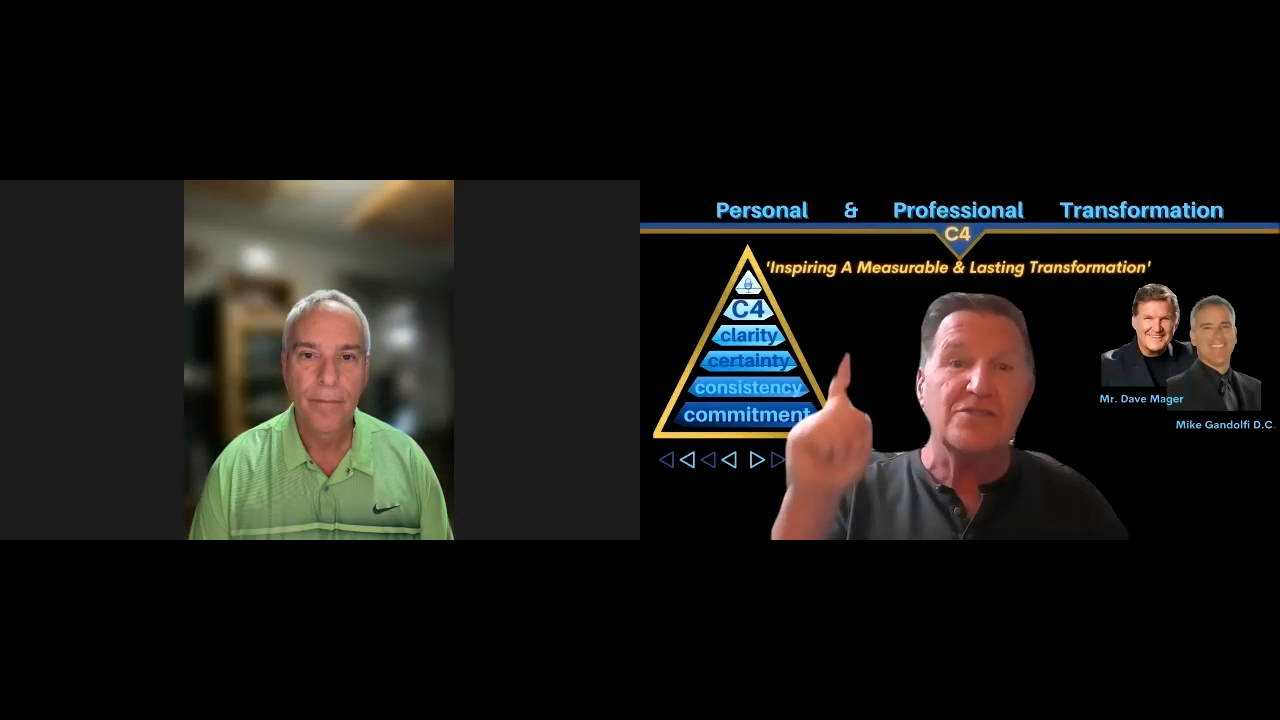 Personal & Professional Transformation
C4
'Inspiring A Measurable & Lasting Transformation'
C4
clarity
certainty
consistency
commitment
Mr. Dave Mager
Mike Gandolfi D.C.